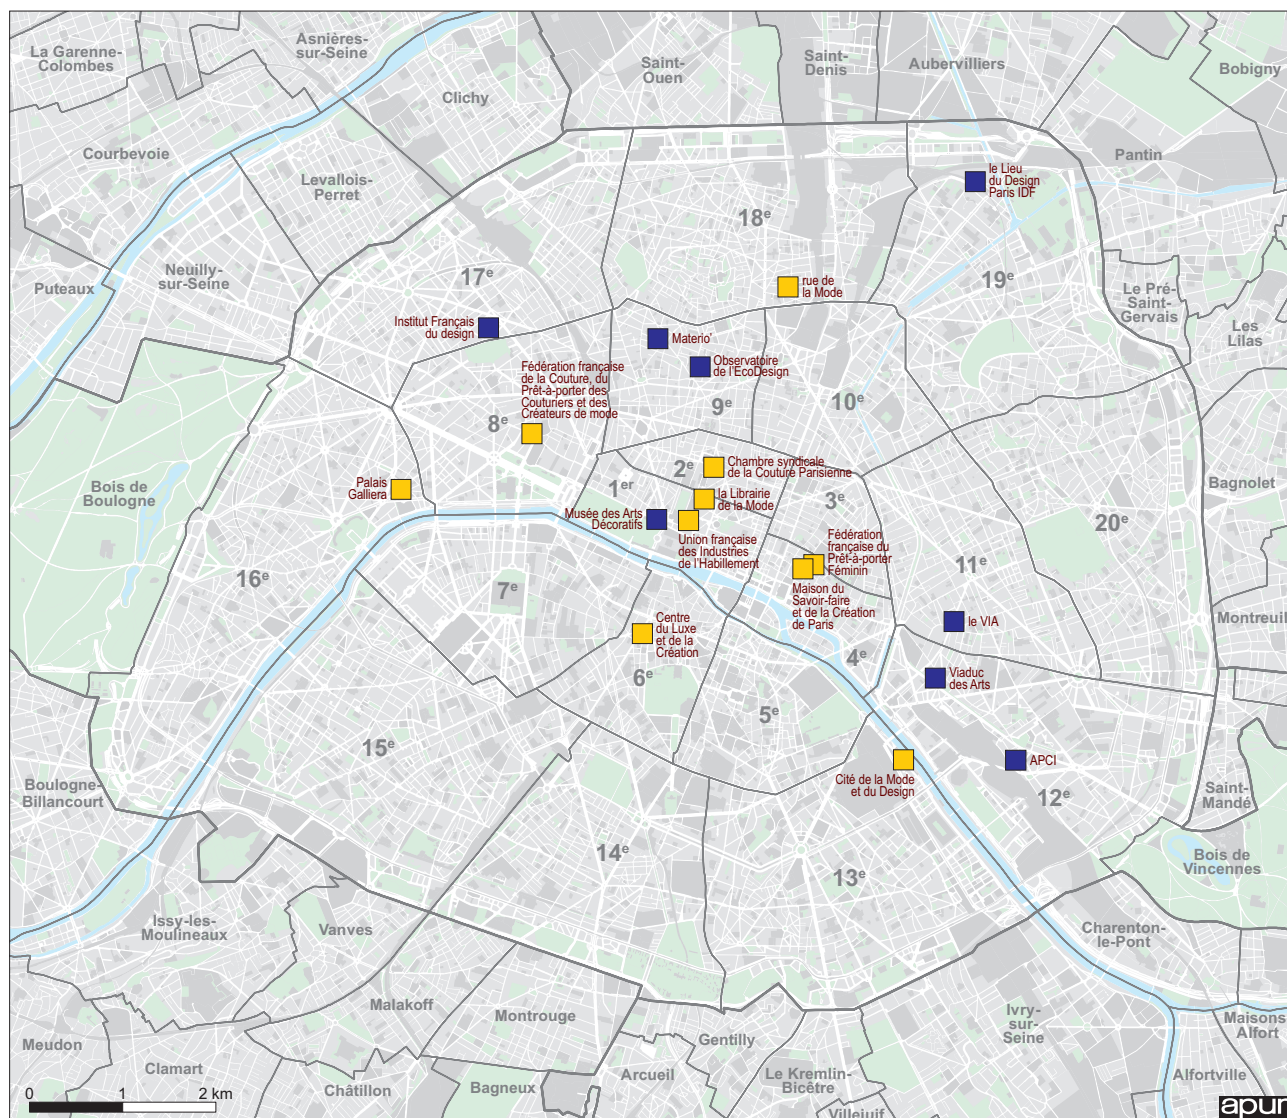 La Garenne-
Colombes
Asnières-
sur-Seine
Saint-
Ouen
Saint-
Denis
Aubervilliers
Bobigny
Clichy
Courbevoie
Levallois-
Perret
Pantin
le Lieu
du Design
Paris IDF
18e
17e
19e
Neuilly-
sur-Seine
Puteaux
rue de
la Mode
Le Pré-
Saint-
Gervais
Les
Lilas
Institut Français
du design
Materio'
Observatoire
de l'EcoDesign
Fédération française
de la Couture, du
Prêt-à-porter des
Couturiers et des
Créateurs de mode
8e
9e
10e
2e
Chambre syndicale
de la Couture Parisienne
Bois de
Boulogne
Palais
Galliera
1er
la Librairie
de la Mode
3e
Bagnolet
Musée des Arts
Décoratifs
20e
Union française
des Industries
de l'Habillement
Fédération
française du
Prêt-à-porter
Féminin
11e
16e
7e
Maison du
Savoir-faire
et de la Création
de Paris
Centre
du Luxe
et de la
Création
le VIA
Montreuil
4e
6e
Viaduc
des Arts
5e
15e
Boulogne-
Billancourt
Cité de la Mode
et du Design
APCI
12e
Saint-
Mandé
14e
13e
Bois de
Vincennes
Issy-les-
Moulineaux
Vanves
Charenton-
le-Pont
Malakoff
Montrouge
Ivry-
sur-
Seine
Maisons
Alfort
Meudon
Gentilly
Clamart
Châtillon
Bagneux
Arcueil
Le Kremlin-
Bicêtre
Alfortville
Villejuif
0 1 2 km
apur